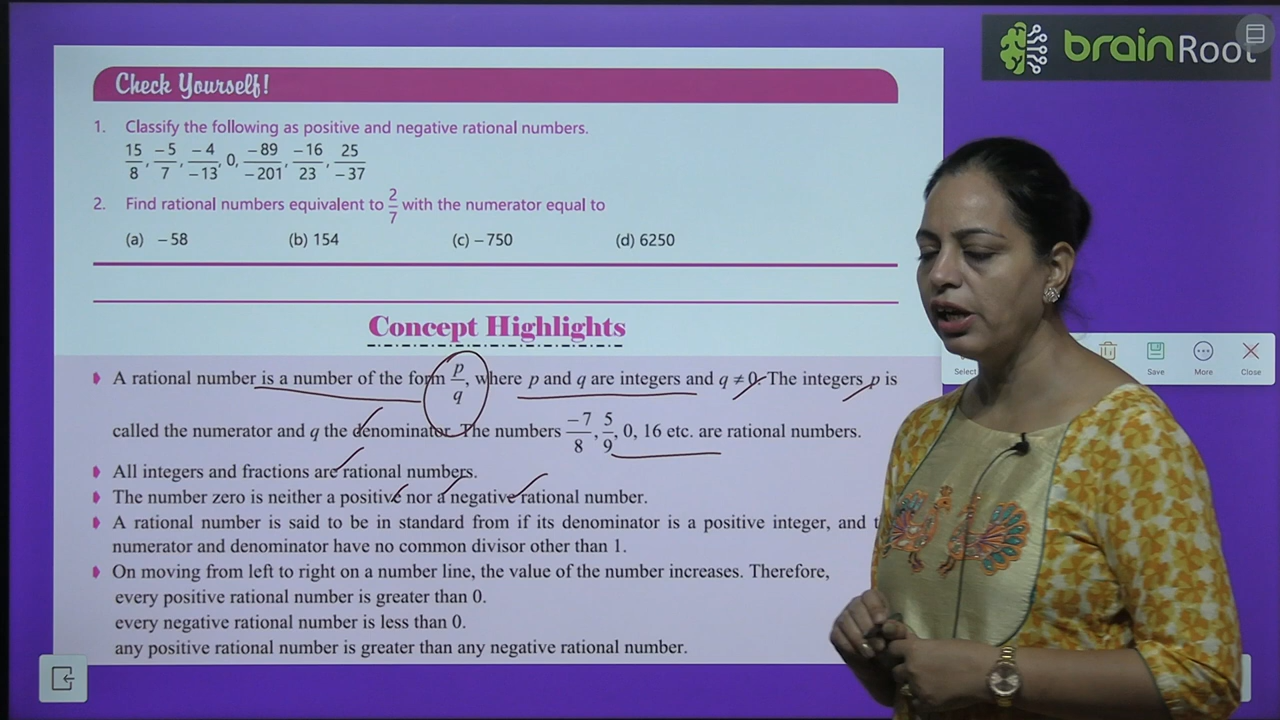 brainRoot
Check Yourself!
1. Classify the following as positive and negative rational numbers.
15/8, -5/7, -4/-13, 0, -89/-201, -16/23, 25/-37
2. Find rational numbers equivalent to 2/7 with the numerator equal to
(a) -58 (b) 154 (c) -750 (d) 6250
Concept Highlights
A rational number is a number of the form p/q, where p and q are integers and q ≠ 0. The integers p is
called the numerator and q the denominator. The numbers -7/8, 5/9, 0, 16 etc. are rational numbers.
All integers and fractions are rational numbers.
The number zero is neither a positive nor a negative rational number.
A rational number is said to be in standard from if its denominator is a positive integer, and
numerator and denominator have no common divisor other than 1.
On moving from left to right on a number line, the value of the number increases. Therefore,
every positive rational number is greater than 0.
every negative rational number is less than 0.
any positive rational number is greater than any negative rational number.
Select Save More Close